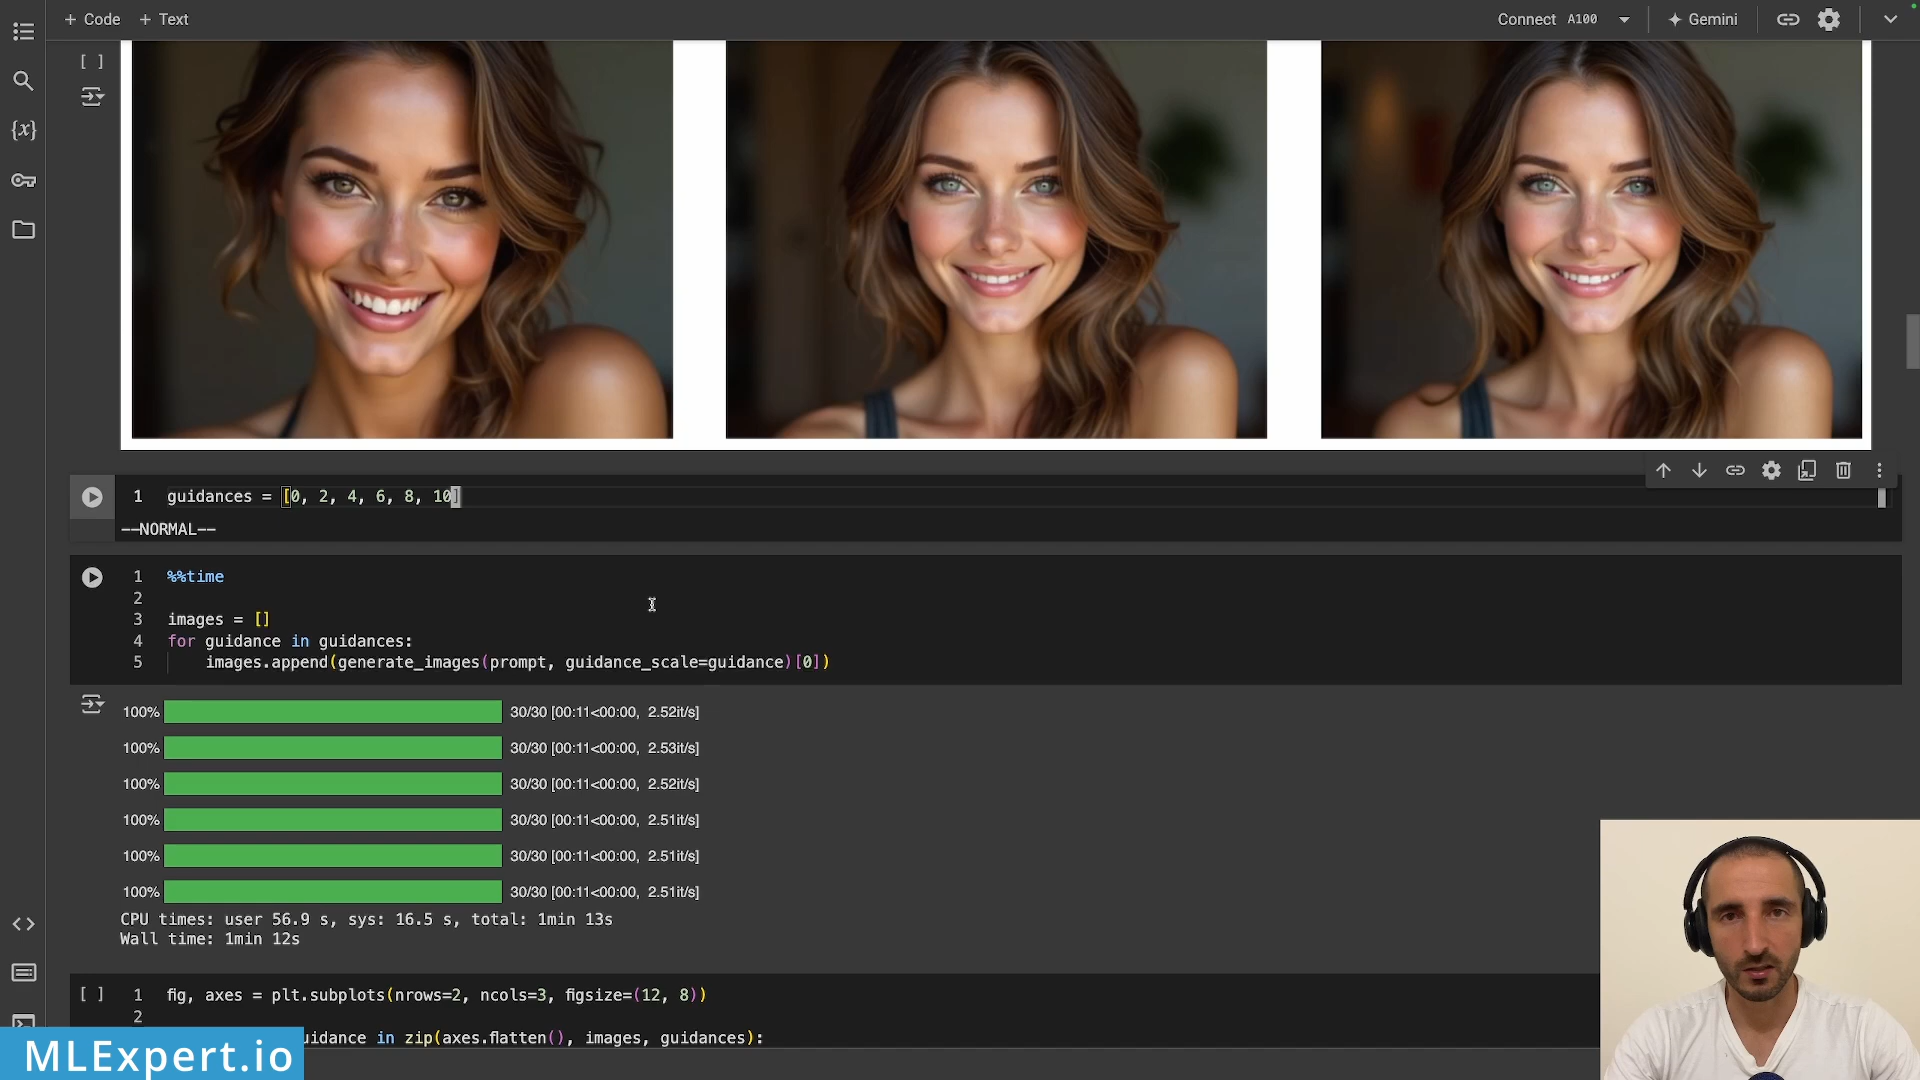 + Code + Text
Connect A100
Gemini
[ ]
{x}
1 guidances = [0, 2, 4, 6, 8, 10]
--NORMAL--
1 %%time
2
3 images = []
4 for guidance in guidances:
5 images.append(generate_images(prompt, guidance_scale=guidance)[0])
100% 30/30 [00:11<00:00, 2.52it/s]
100% 30/30 [00:11<00:00, 2.53it/s]
100% 30/30 [00:11<00:00, 2.52it/s]
100% 30/30 [00:11<00:00, 2.51it/s]
100% 30/30 [00:11<00:00, 2.51it/s]
100% 30/30 [00:11<00:00, 2.51it/s]
CPU times: user 56.9 s, sys: 16.5 s, total: 1min 13s
Wall time: 1min 12s
[ ] 1 fig, axes = plt.subplots(nrows=2, ncols=3, figsize=(12, 8))
2
uidance in zip(axes.flatten(), images, guidances):
MLExpert.io